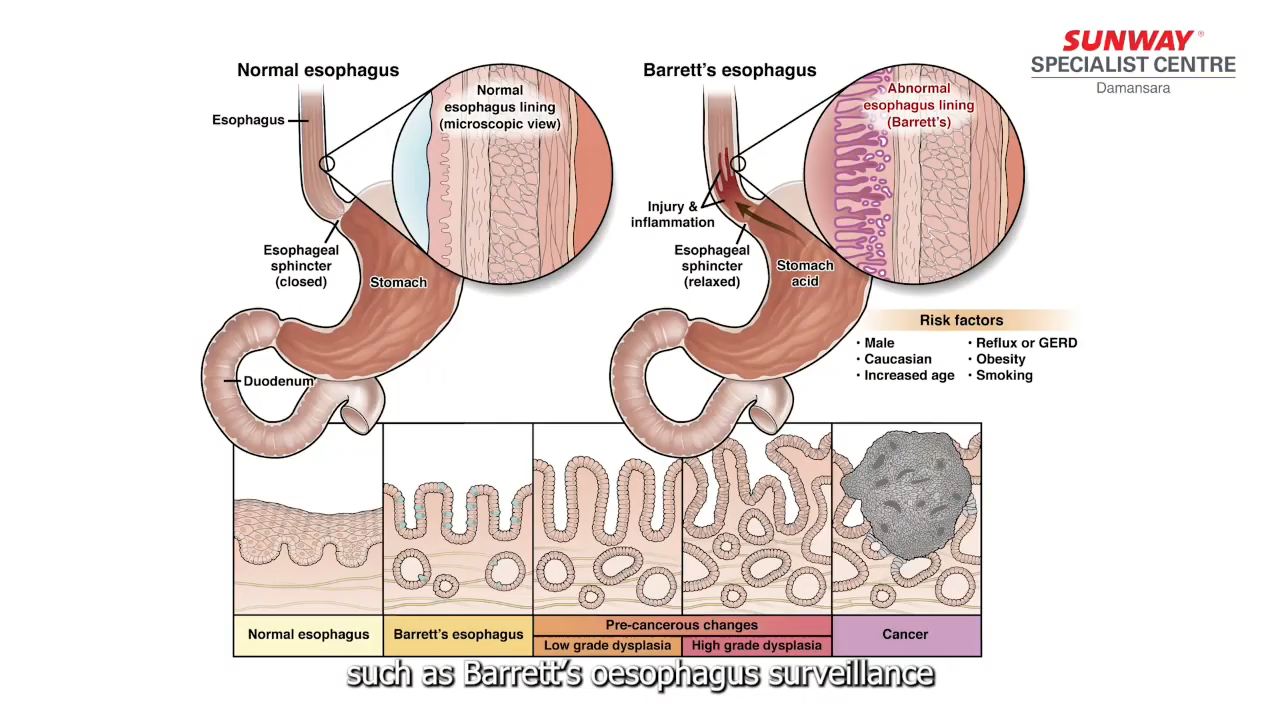 SUNWAY®
SPECIALIST CENTRE
Damansara
Normal esophagus
Esophagus
Normal
esophagus lining
(microscopic view)
Esophageal
sphincter
(closed)
Stomach
Duodenum
Barrett's esophagus
Abnormal
esophagus lining
(Barrett's)
Injury &
inflammation
Esophageal
sphincter
(relaxed)
Stomach
acid
Risk factors
• Male
• Caucasian
• Increased age
• Reflux or GERD
• Obesity
• Smoking
Normal esophagus
Barrett's esophagus
Pre-cancerous changes
Low grade dysplasia
High grade dysplasia
Cancer
such as Barrett's oesophagus surveillance